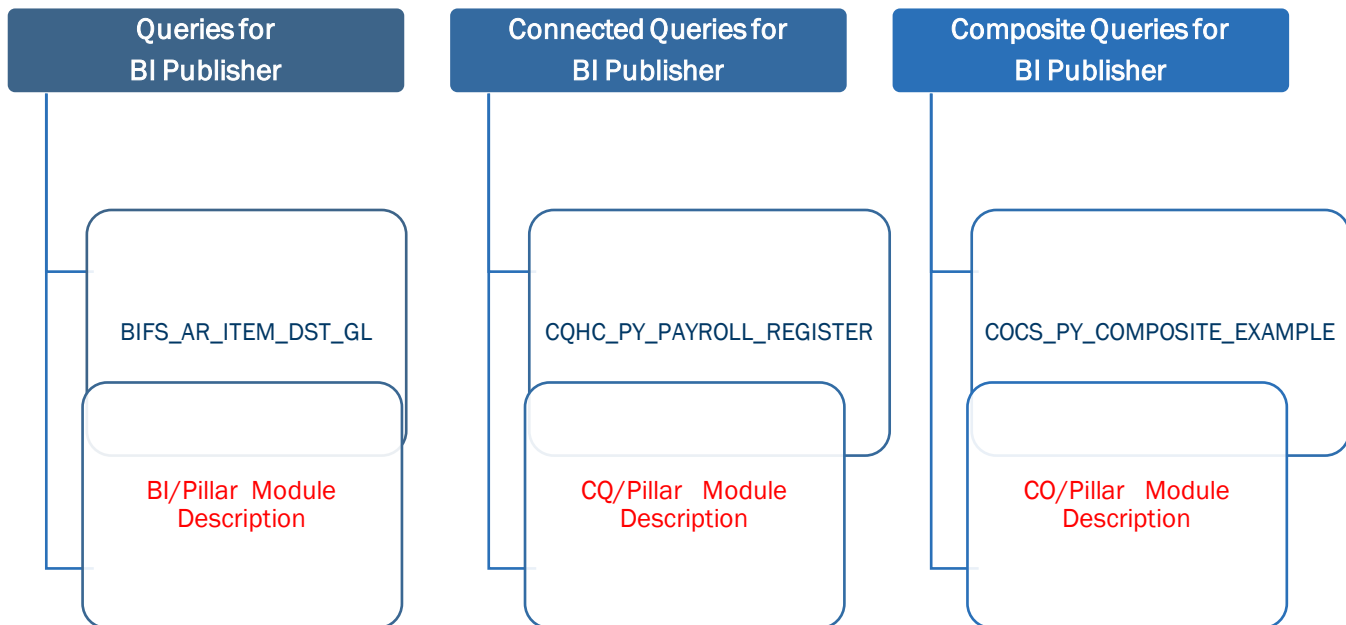 Queries for
BI Publisher
BIFS_AR_ITEM_DST_GL
BI/Pillar Module
Description
Connected Queries for
BI Publisher
CQHC_PY_PAYROLL_REGISTER
CQ/Pillar Module
Description
Composite Queries for
BI Publisher
COCS_PY_COMPOSITE_EXAMPLE
CO/Pillar Module
Description